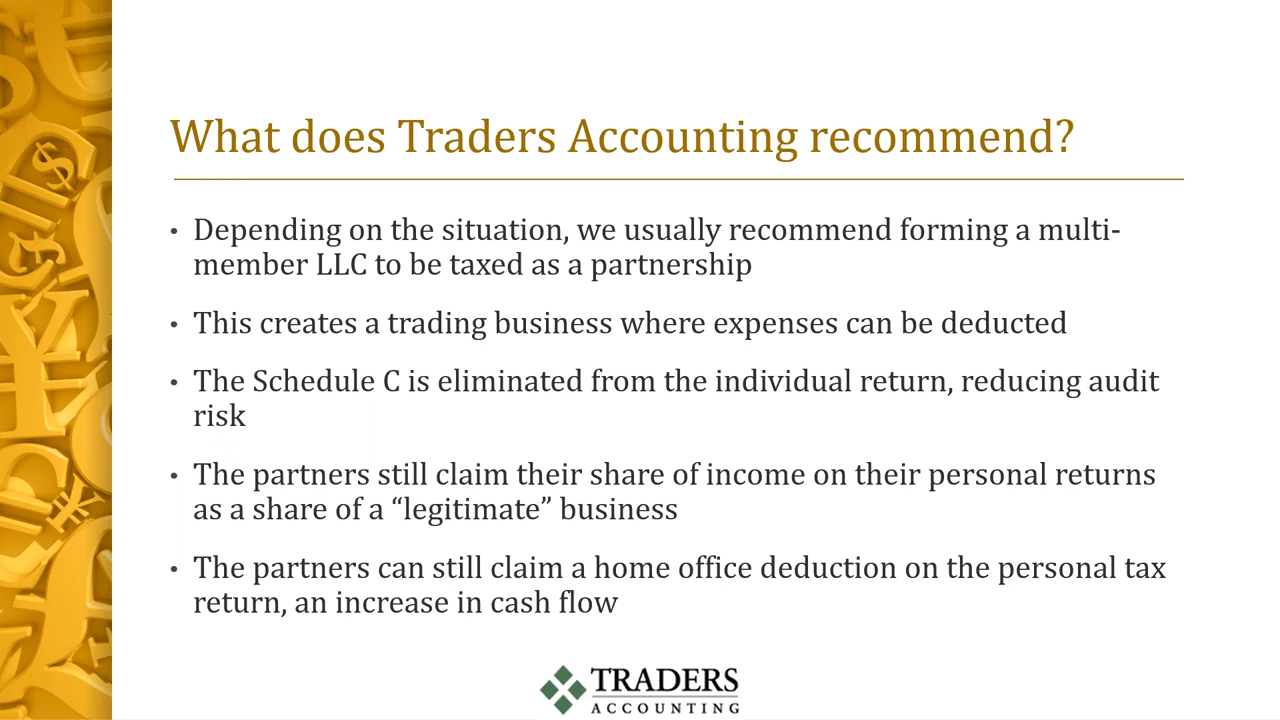 What does Traders Accounting recommend?
• Depending on the situation, we usually recommend forming a multi-
member LLC to be taxed as a partnership
• This creates a trading business where expenses can be deducted
• The Schedule C is eliminated from the individual return, reducing audit
risk
• The partners still claim their share of income on their personal returns
as a share of a “legitimate” business
• The partners can still claim a home office deduction on the personal tax
return, an increase in cash flow
TRADERS
ACCOUNTING